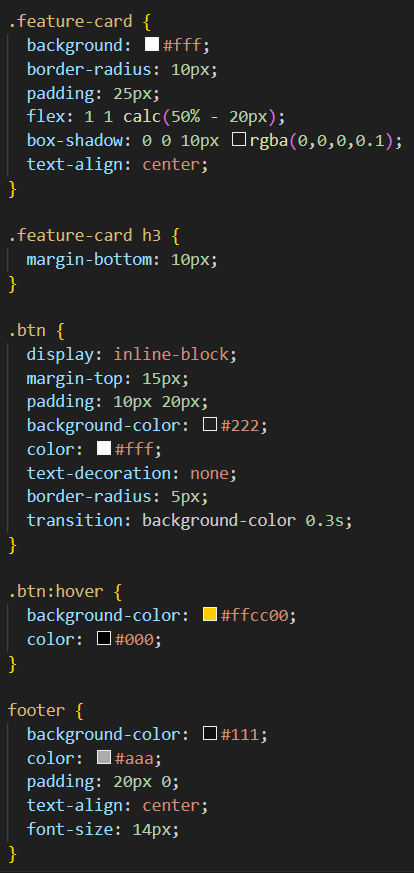 .feature-card {
  background: #fff;
  border-radius: 10px;
  padding: 25px;
  flex: 1 1 calc(50% - 20px);
  box-shadow: 0 0 10px rgba(0,0,0,0.1);
  text-align: center;
}

.feature-card h3 {
  margin-bottom: 10px;
}

.btn {
  display: inline-block;
  margin-top: 15px;
  padding: 10px 20px;
  background-color: #222;
  color: #fff;
  text-decoration: none;
  border-radius: 5px;
  transition: background-color 0.3s;
}

.btn:hover {
  background-color: #ffcc00;
  color: #000;
}

footer {
  background-color: #111;
  color: #aaa;
  padding: 20px 0;
  text-align: center;
  font-size: 14px;
}